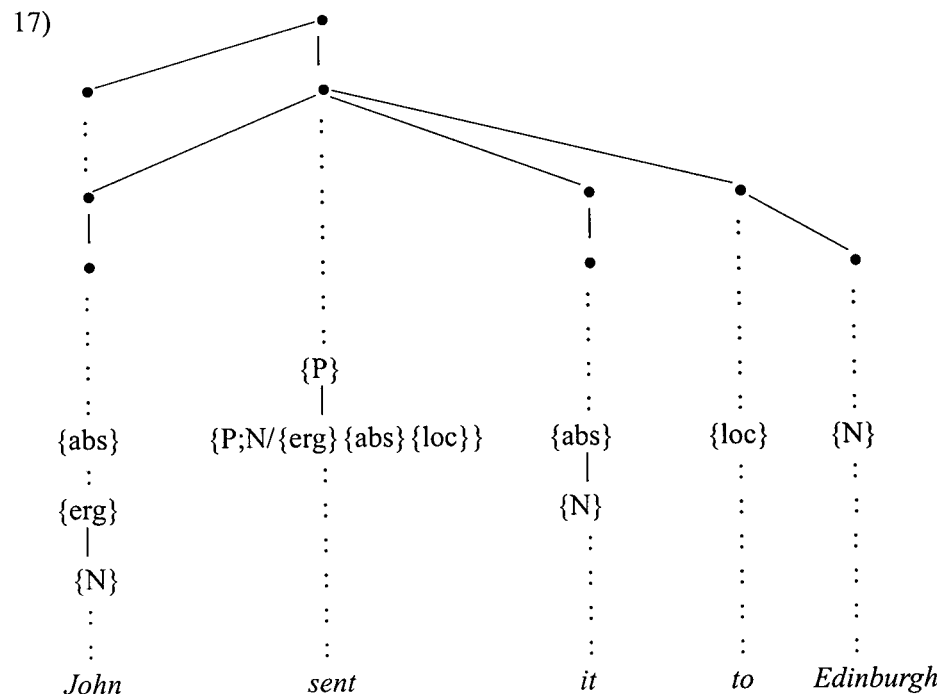 17)
{P}
{abs} {P;N/{erg}{abs}{loc}} {abs} {loc} {N}
{erg} {N}
{N}
John sent it to Edinburgh